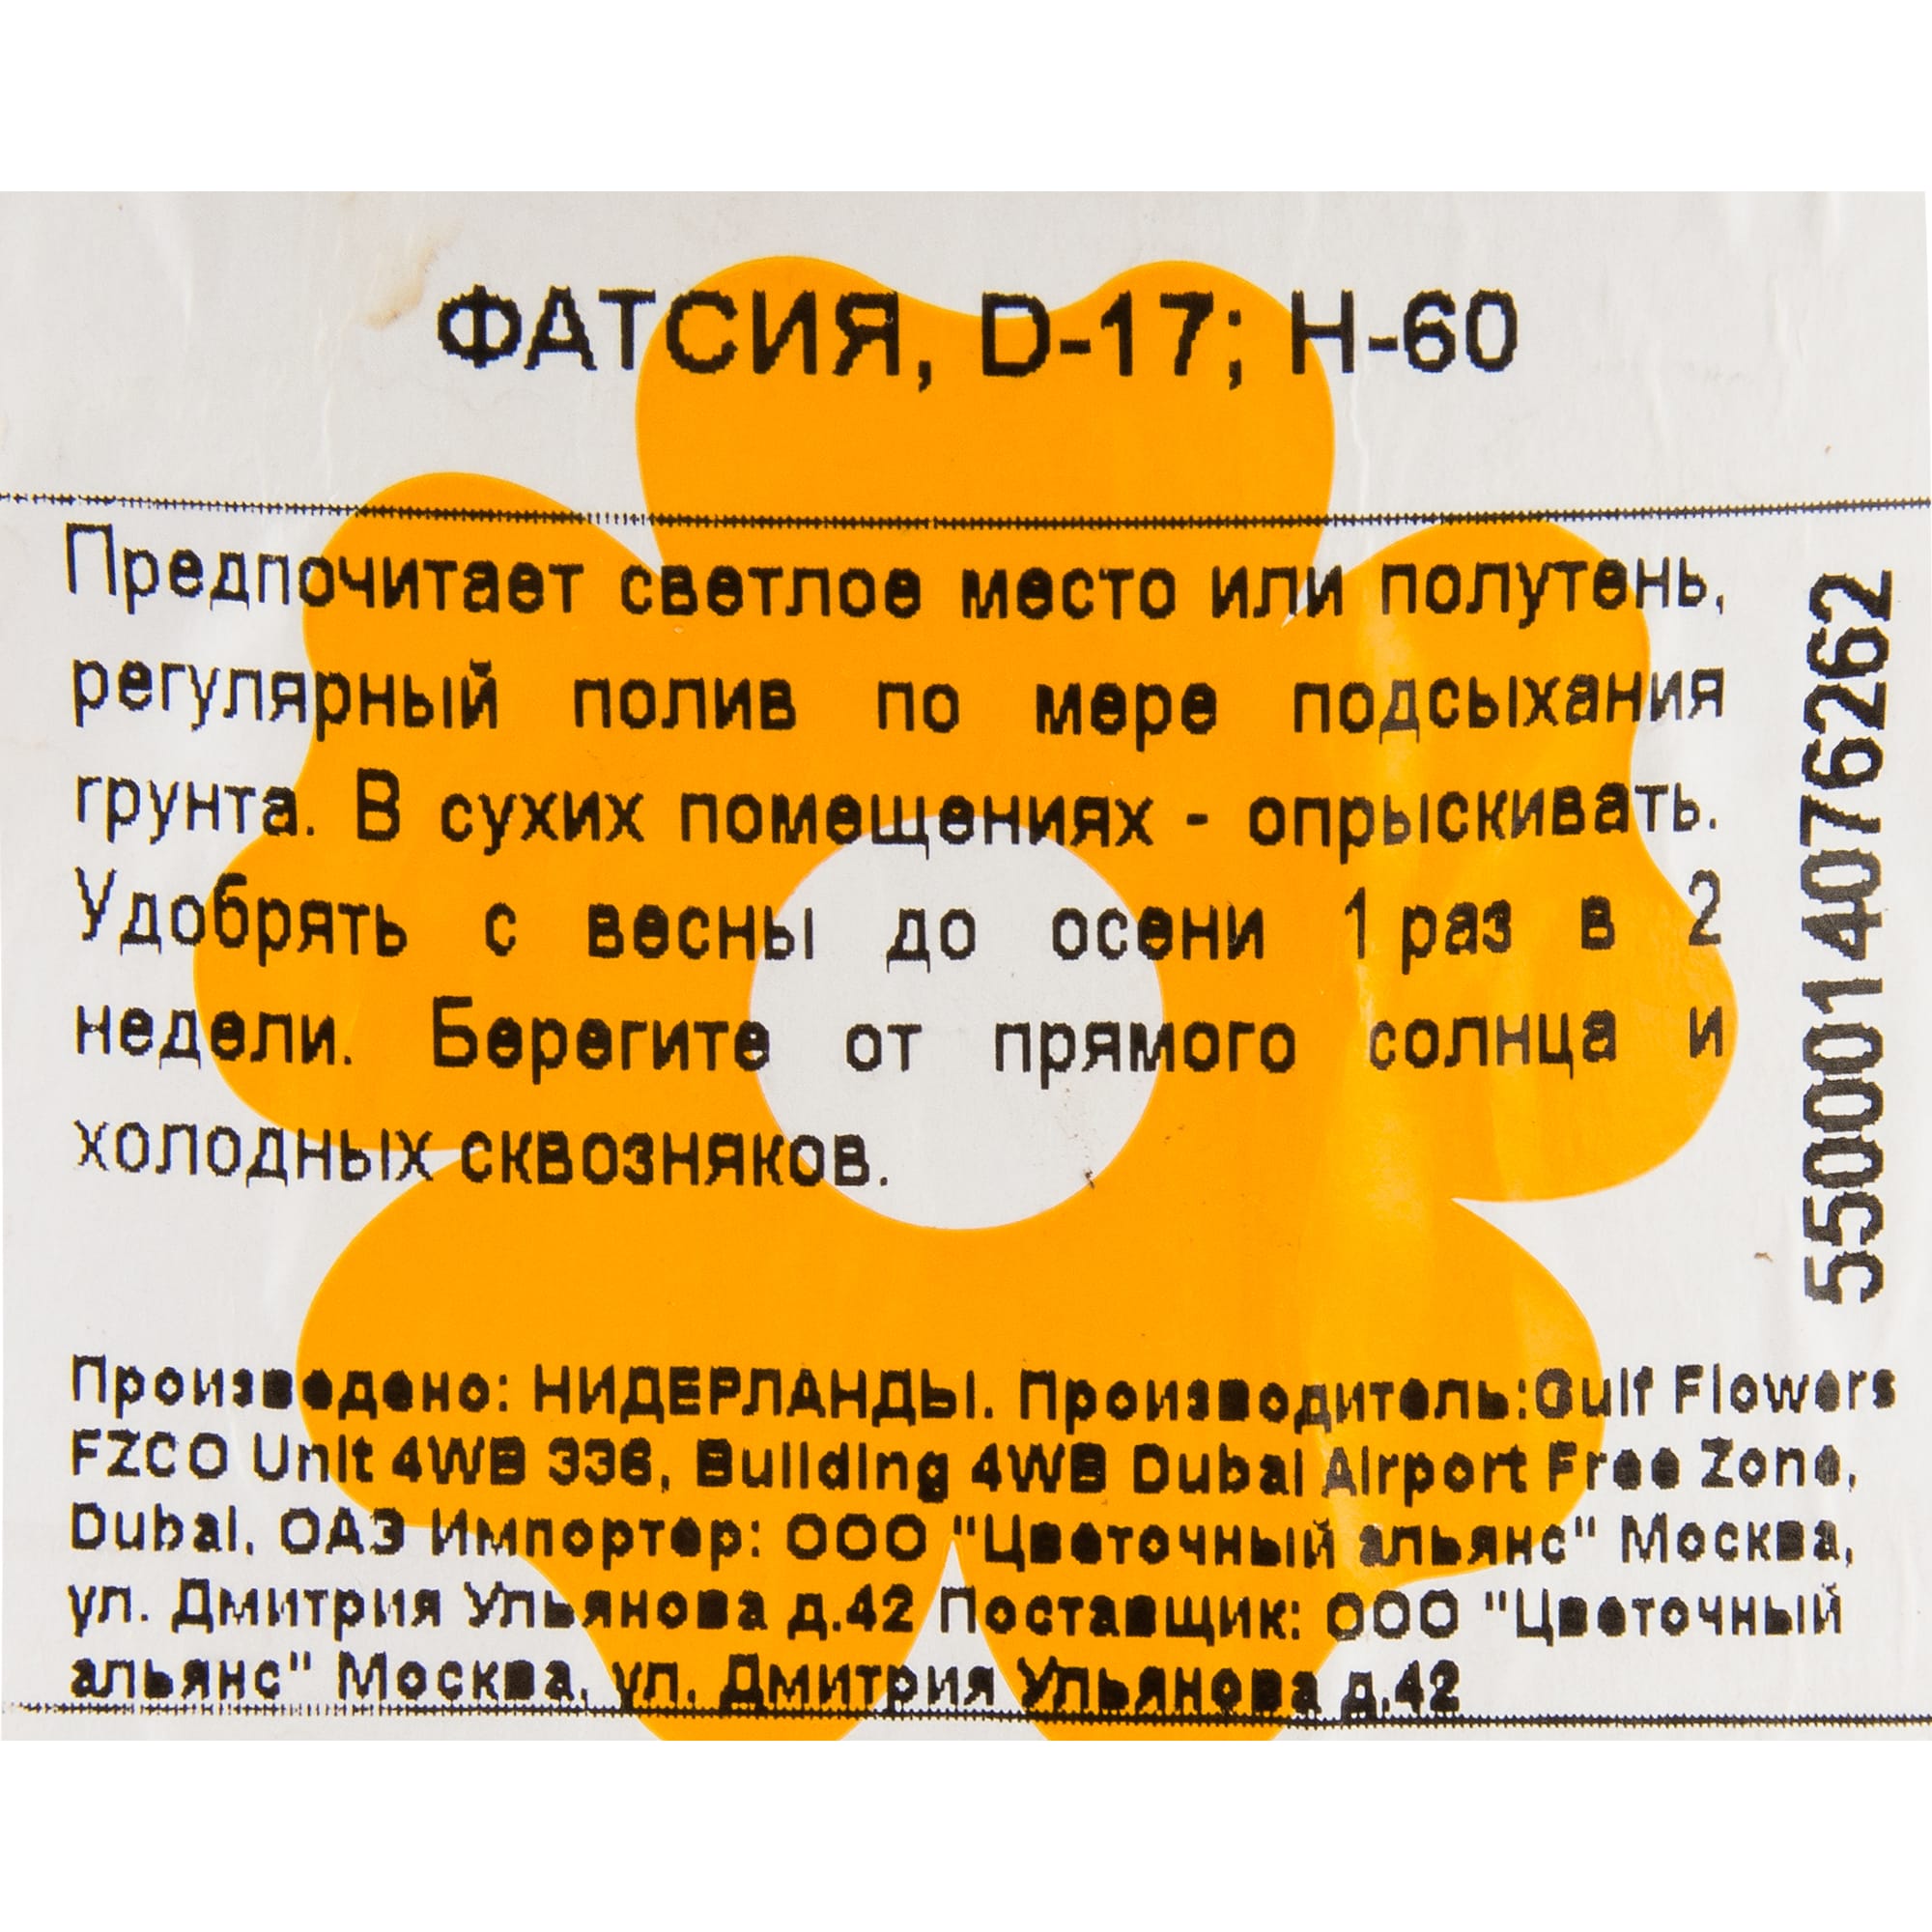 ФАТСИЯ, D-17; H-60
Предпочитает светлое место или полутень,
регулярный полив по мере подсыхания
грунта. В сухих помещениях - опрыскивать.
Удобрять с весны до осени 1 раз в 2
недели. Берегите от прямого солнца и
холодных сквозняков.
5500014076262
Произведено: НИДЕРЛАНДЫ. Производитель:Gulf Flowers
FZCO Unit 4WB 336, Building 4WB Dubai Airport Free Zone,
Dubai, ОАЭ Импортер: ООО "Цветочный альянс" Москва,
ул. Дмитрия Ульянова д.42 Поставщик: ООО "Цветочный
альянс" Москва, ул. Дмитрия Ульянова д.42